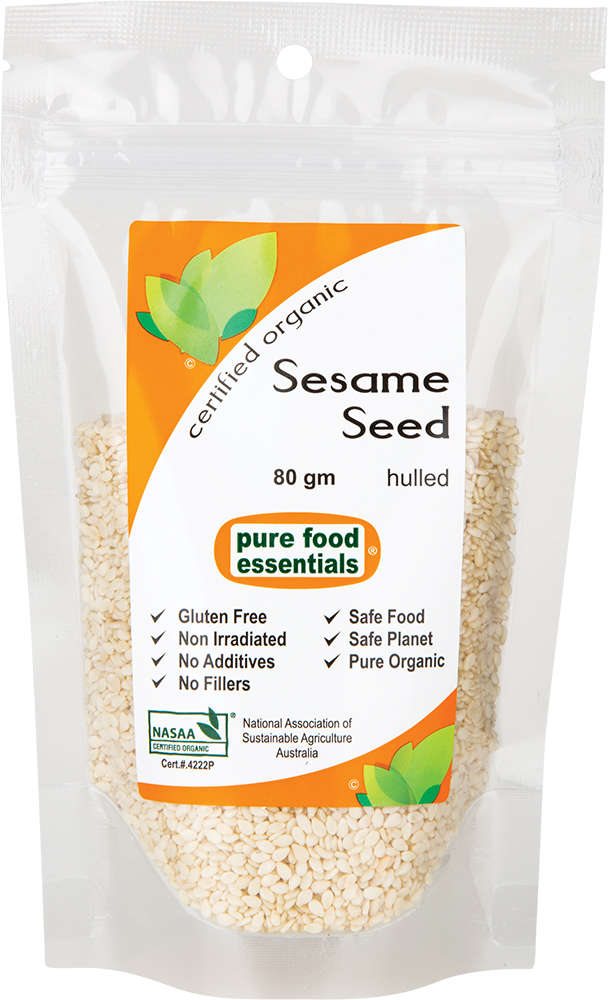 certified organic
Sesame
Seed
80 gm hulled
pure food
essentials
®
✓ Gluten Free
✓ Non Irradiated
✓ No Additives
✓ No Fillers
✓ Safe Food
✓ Safe Planet
✓ Pure Organic
NASAA
CERTIFIED ORGANIC
®
Cert.#.4222P
National Association of
Sustainable Agriculture
Australia
©
©